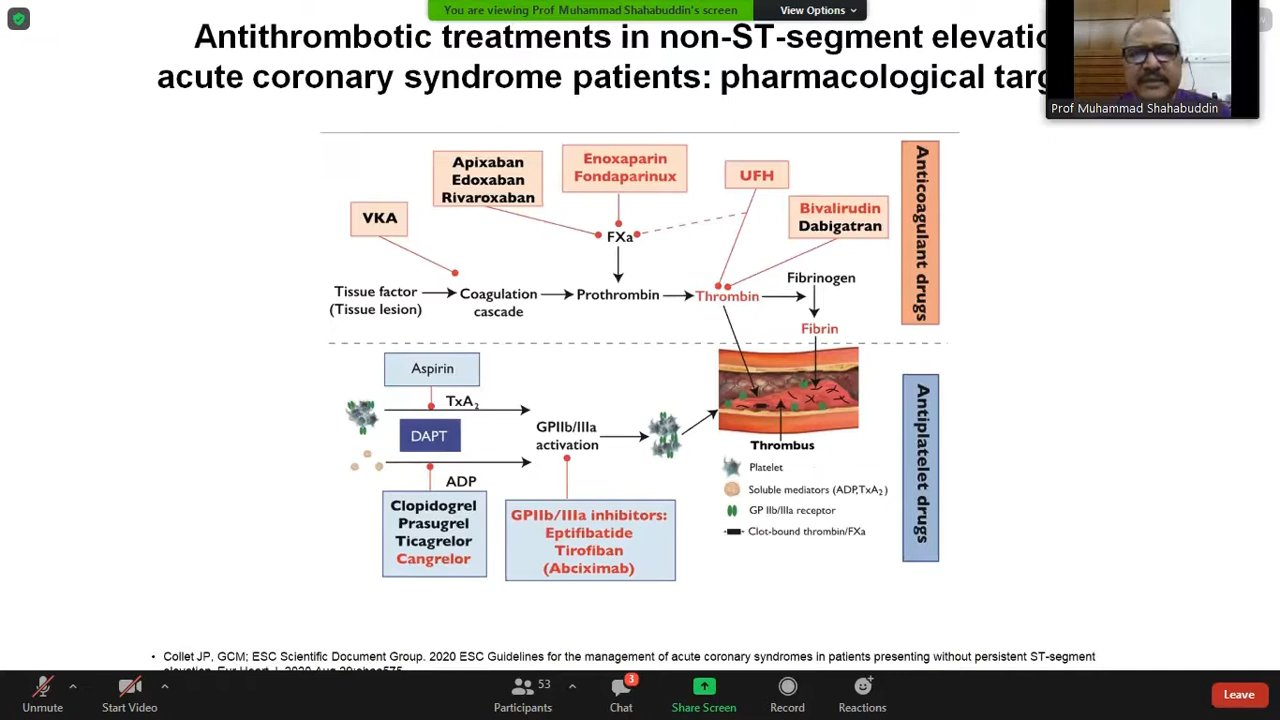 You are viewing Prof Muhammad Shahabuddin's screen
View Options
Antithrombotic treatments in non-ST-segment elevatio
acute coronary syndrome patients: pharmacological targ
Prof Muhammad Shahabuddin
Apixaban
Edoxaban
Rivaroxaban
Enoxaparin
Fondaparinux
UFH
VKA
Bivalirudin
Dabigatran
FXa
Anticoagulant drugs
Tissue factor
(Tissue lesion)
Coagulation
cascade
Prothrombin
Thrombin
Fibrinogen
Fibrin
Aspirin
TxA2
DAPT
GPIIb/IIIa
activation
ADP
Clopidogrel
Prasugrel
Ticagrelor
Cangrelor
GPIIb/IIIa inhibitors:
Eptifibatide
Tirofiban
(Abciximab)
Thrombus
Platelet
Soluble mediators (ADP,TxA2)
GP IIb/IIIa receptor
Clot-bound thrombin/FXa
Antiplatelet drugs
• Collet JP, GCM; ESC Scientific Document Group. 2020 ESC Guidelines for the management of acute coronary syndromes in patients presenting without persistent ST-segment
Unmute
Start Video
53
Participants
3
Chat
Share Screen
Record
Reactions
Leave